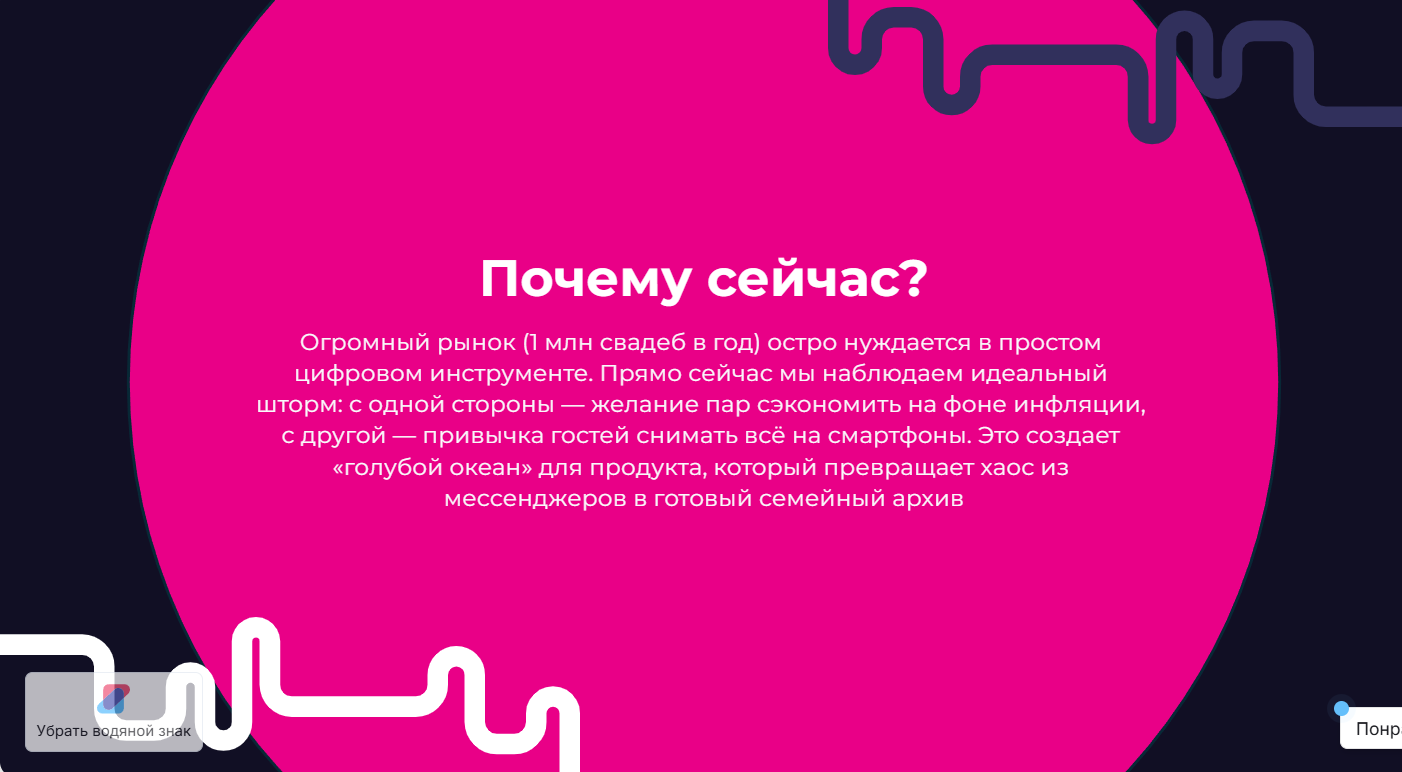 Почему сейчас?
Огромный рынок (1 млн свадеб в год) остро нуждается в простом
цифровом инструменте. Прямо сейчас мы наблюдаем идеальный
шторм: с одной стороны — желание пар сэкономить на фоне инфляции,
с другой — привычка гостей снимать всё на смартфоны. Это создает
«голубой океан» для продукта, который превращает хаос из
мессенджеров в готовый семейный архив
Убрать водяной знак